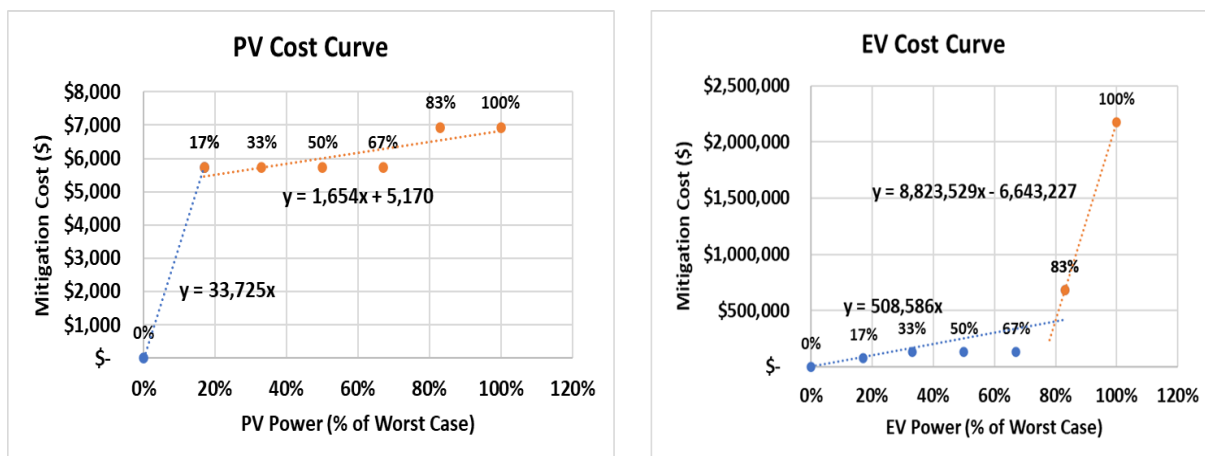 PV Cost Curve
Mitigation Cost ($)
$8,000
$7,000
$6,000
$5,000
$4,000
$3,000
$2,000
$1,000
$-
0%
17%
33%
50%
67%
83%
100%
y = 1,654x + 5,170
y = 33,725x
0% 20% 40% 60% 80% 100% 120%
PV Power (% of Worst Case)
EV Cost Curve
Mitigation Cost ($)
$2,500,000
$2,000,000
$1,500,000
$1,000,000
$500,000
$-
100%
y = 8,823,529x - 6,643,227
83%
y = 508,586x
0%
17%
33%
50%
67%
0% 20% 40% 60% 80% 100% 120%
EV Power (% of Worst Case)